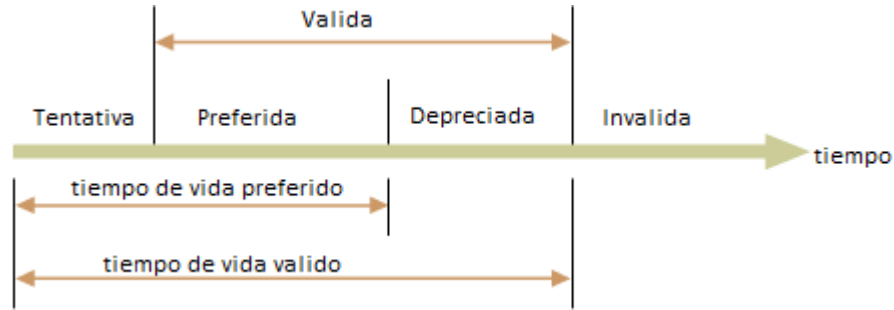 Valida
Tentativa Preferida Depreciada Invalida
tiempo
tiempo de vida preferido
tiempo de vida valido